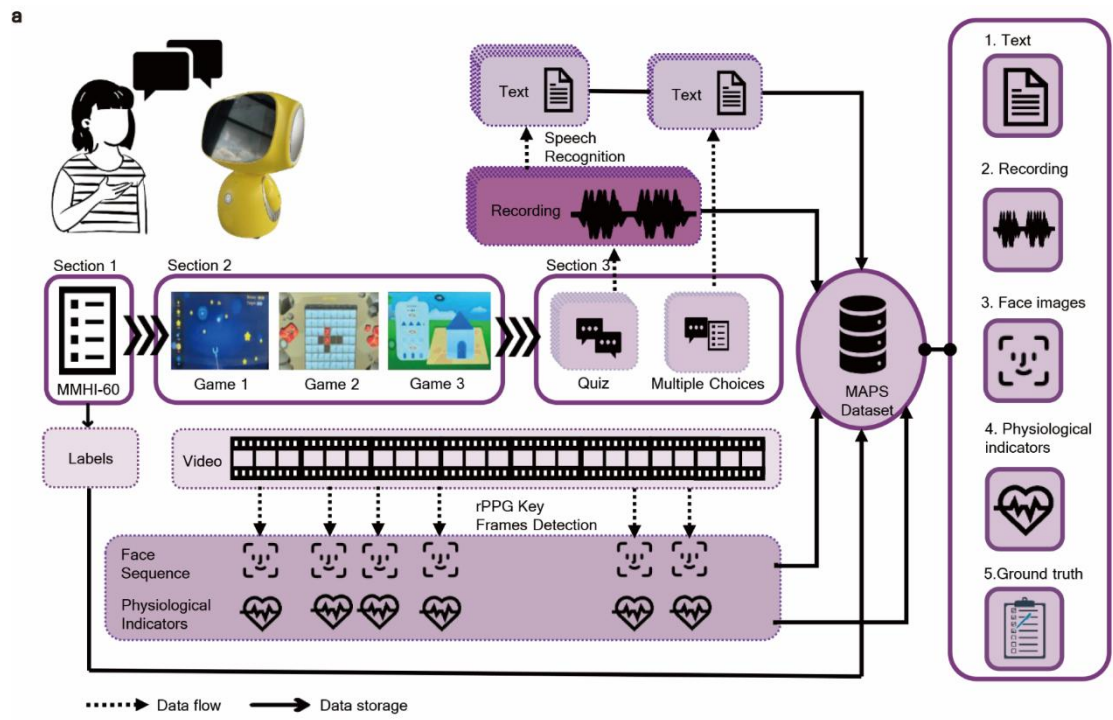 a
Text
Text
Speech
Recognition
Recording
Section 1
Section 2
Section 3
MMHI-60
Game 1
Game 2
Game 3
Quiz
Multiple Choices
MAPS
Dataset
Labels
Video
rPPG Key
Frames Detection
Face
Sequence
Physiological
Indicators
Data flow
Data storage
1. Text
2. Recording
3. Face images
4. Physiological
indicators
5.Ground truth